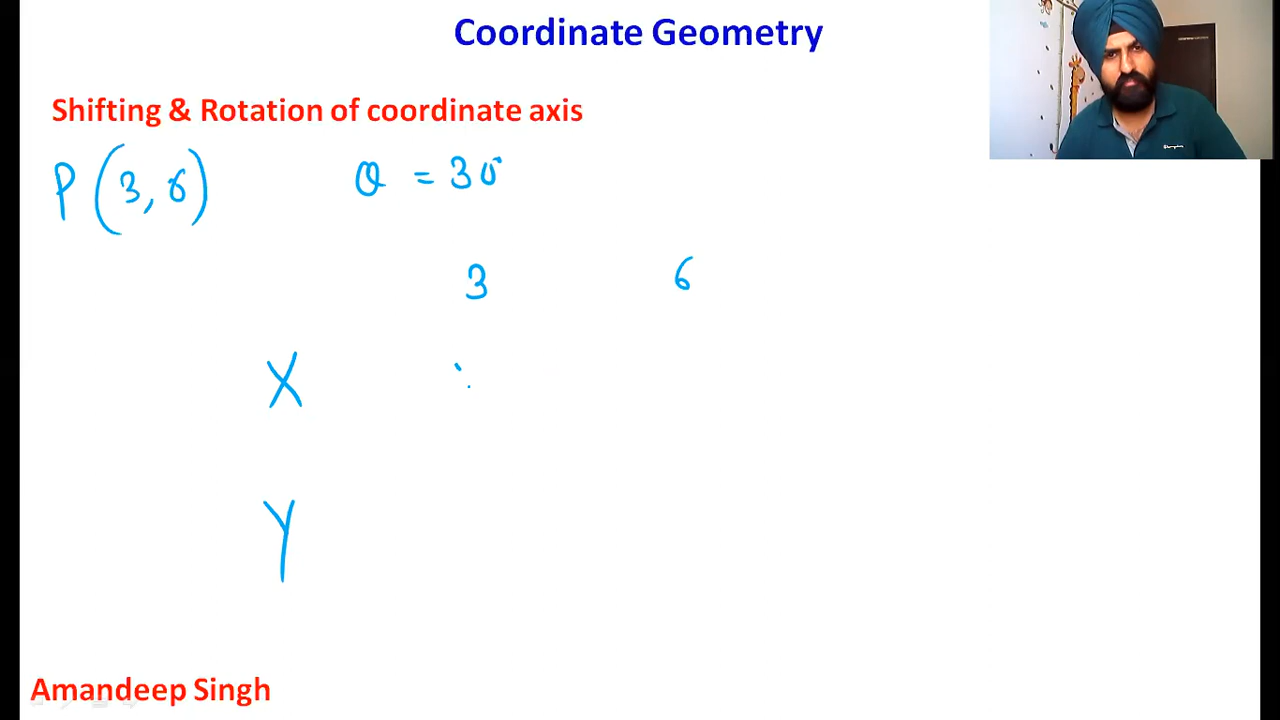 Coordinate Geometry
Shifting & Rotation of coordinate axis
P (3, 6) θ = 30°
3 6
X
Y
Amandeep Singh